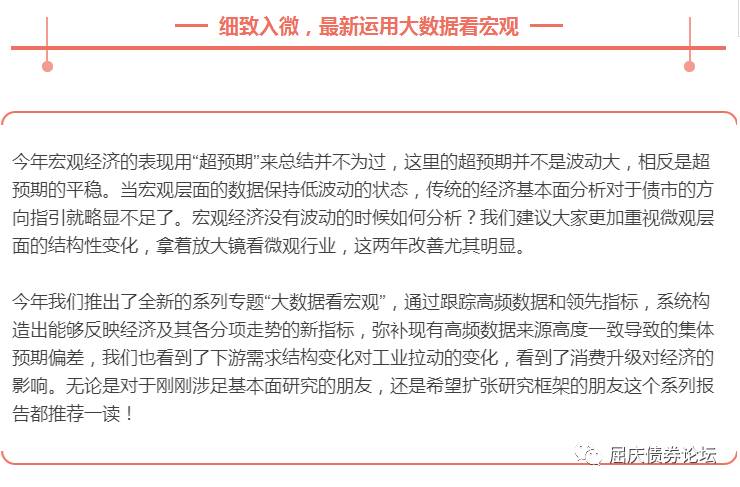 细致入微，最新运用大数据看宏观
今年宏观经济的表现用“超预期”来总结并不为过，这里的超预期并不是波动大，相反是超
预期的平稳。当宏观层面的数据保持低波动的状态，传统的经济基本面分析对于债市的方
向指引就略显不足了。宏观经济没有波动的时候如何分析？我们建议大家更加重视微观层
面的结构性变化，拿着放大镜看微观行业，这两年改善尤其明显。
今年我们推出了全新的系列专题“大数据看宏观”，通过跟踪高频数据和领先指标，系统构
造出能够反映经济及其各分项走势的新指标，弥补现有高频数据来源高度一致导致的集体
预期偏差，我们也看到了下游需求结构变化对工业拉动的变化，看到了消费升级对经济的
影响。无论是对于刚刚涉足基本面研究的朋友，还是希望扩张研究框架的朋友这个系列报
告都推荐一读！
屈庆债券论坛